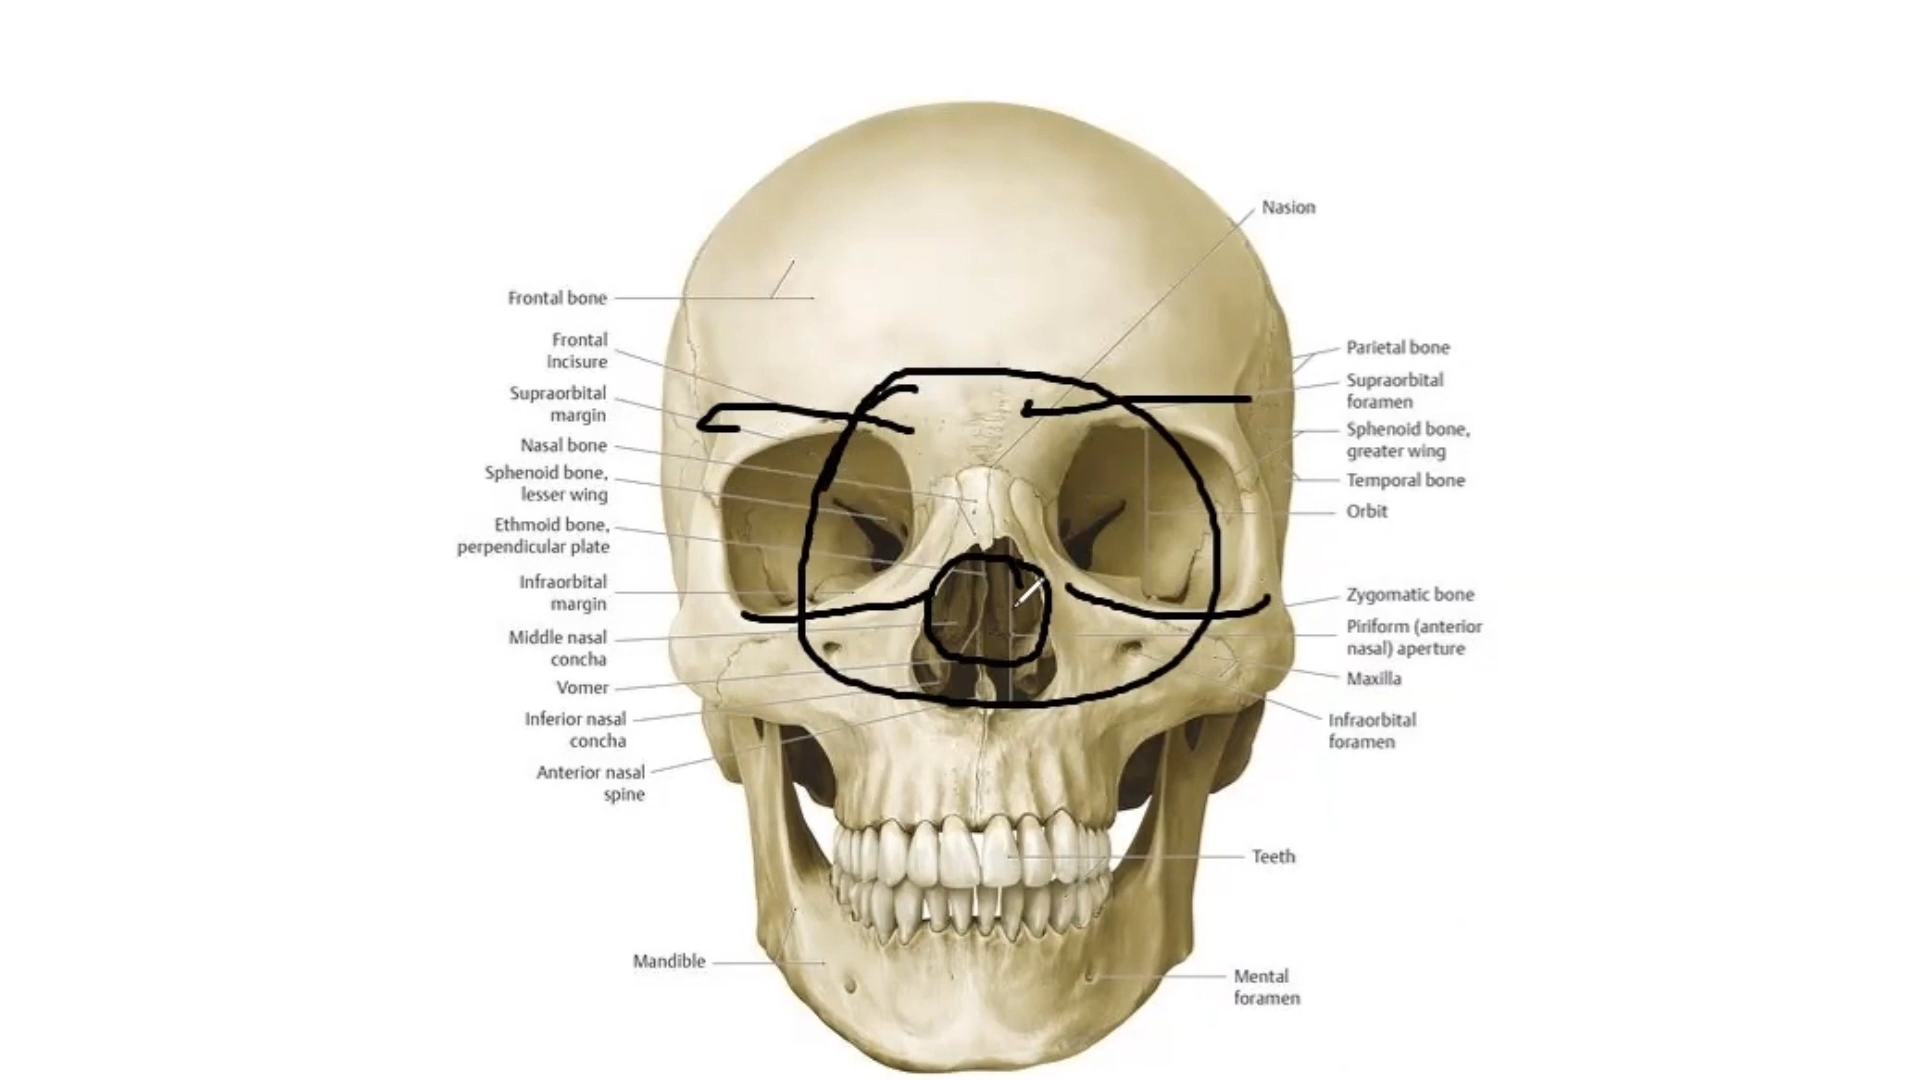 Nasion
Frontal bone
Frontal
Incisure
Supraorbital
margin
Nasal bone
Sphenoid bone,
lesser wing
Ethmoid bone,
perpendicular plate
Infraorbital
margin
Middle nasal
concha
Vomer
Inferior nasal
concha
Anterior nasal
spine
Mandible
Parietal bone
Supraorbital
foramen
Sphenoid bone,
greater wing
Temporal bone
Orbit
Zygomatic bone
Piriform (anterior
nasal) aperture
Maxilla
Infraorbital
foramen
Teeth
Mental
foramen